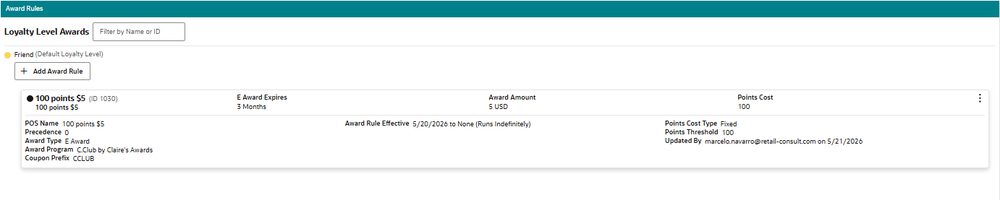 Award Rules
Loyalty Level Awards Filter by Name or ID
Friend (Default Loyalty Level)
+ Add Award Rule
100 points $5 (ID 1030) E Award Expires Award Amount Points Cost
100 points $5 3 Months 5 USD 100
POS Name 100 points $5 Award Rule Effective 5/20/2026 to None (Runs Indefinitely) Points Cost Type Fixed
Precedence 0 Points Threshold 100
Award Type E Award Updated By marcelo.navarro@retail-consult.com on 5/21/2026
Award Program C.Club by Claire's Awards
Coupon Prefix CCLUB